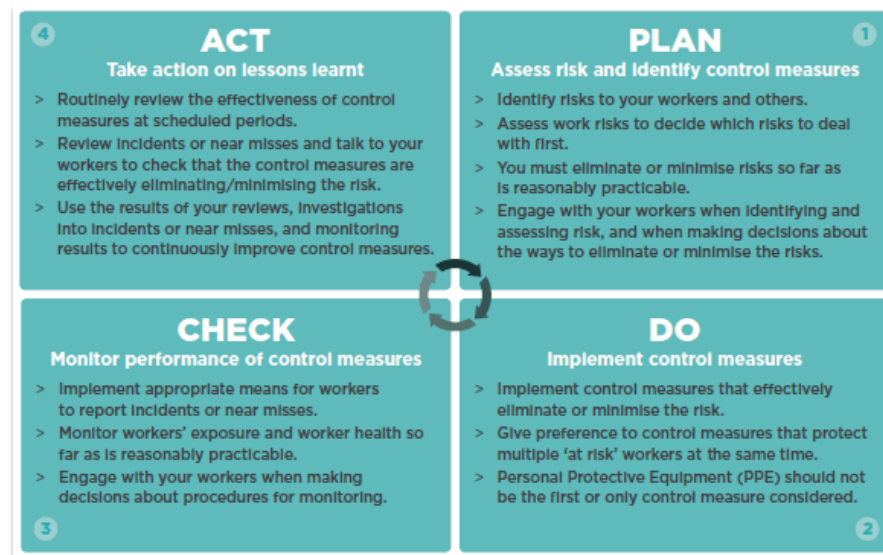 1
PLAN
Assess risk and identify control measures
> Identify risks to your workers and others.
> Assess work risks to decide which risks to deal
with first.
> You must eliminate or minimise risks so far as
is reasonably practicable.
> Engage with your workers when identifying and
assessing risk, and when making decisions about
the ways to eliminate or minimise the risks.
2
DO
Implement control measures
> Implement control measures that effectively
eliminate or minimise the risk.
> Give preference to control measures that protect
multiple ‘at risk’ workers at the same time.
> Personal Protective Equipment (PPE) should not
be the first or only control measure considered.
3
CHECK
Monitor performance of control measures
> Implement appropriate means for workers
to report incidents or near misses.
> Monitor workers’ exposure and worker health so
far as is reasonably practicable.
> Engage with your workers when making
decisions about procedures for monitoring.
4
ACT
Take action on lessons learnt
> Routinely review the effectiveness of control
measures at scheduled periods.
> Review incidents or near misses and talk to your
workers to check that the control measures are
effectively eliminating/minimising the risk.
> Use the results of your reviews, investigations
into incidents or near misses, and monitoring
results to continuously improve control measures.